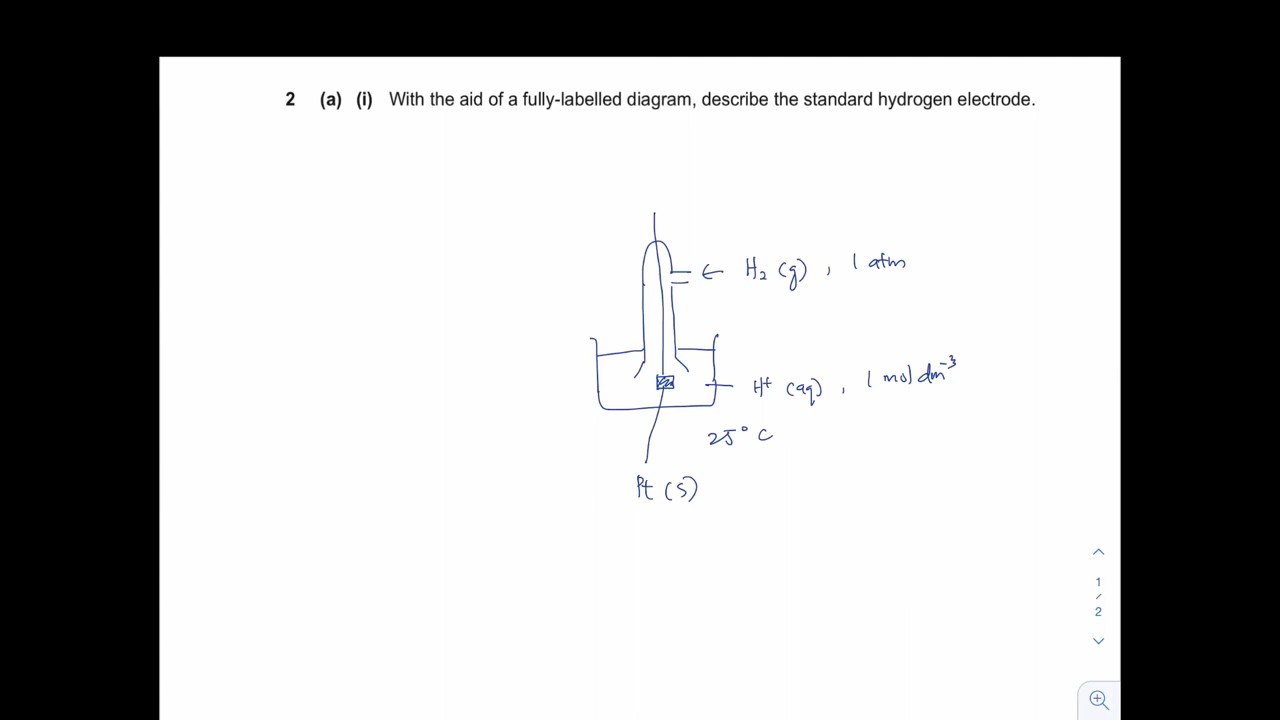 2 (a) (i) With the aid of a fully-labelled diagram, describe the standard hydrogen electrode.
← H₂ (g) , 1 atm
H⁺ (aq) , 1 mol dm⁻³
25° C
Pt (s)
1
/
2